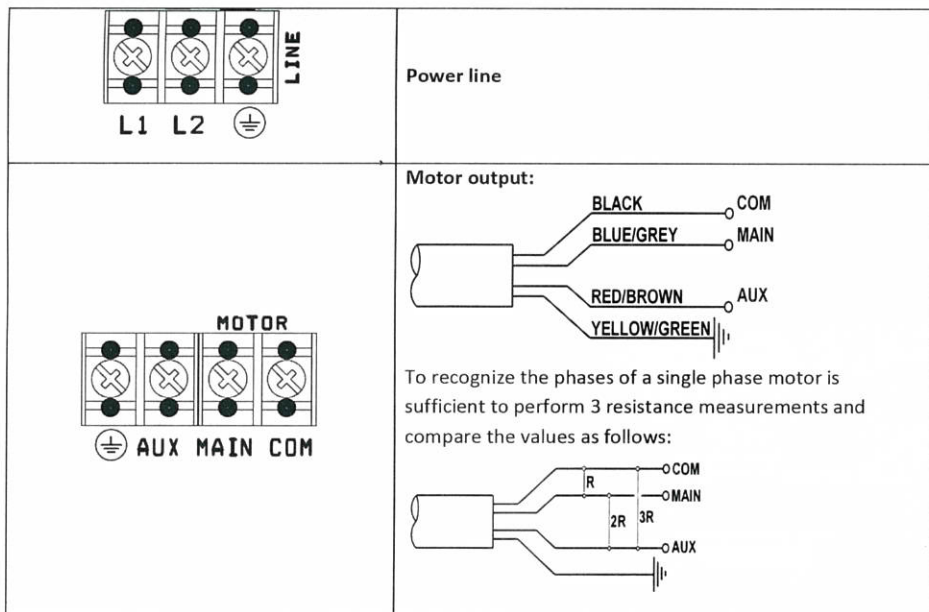 LINE
L1 L2
Power line
MOTOR
AUX MAIN COM
Motor output:
BLACK COM
BLUE/GREY MAIN
RED/BROWN AUX
YELLOW/GREEN
To recognize the phases of a single phase motor is
sufficient to perform 3 resistance measurements and
compare the values as follows:
COM
R
MAIN
2R 3R
AUX